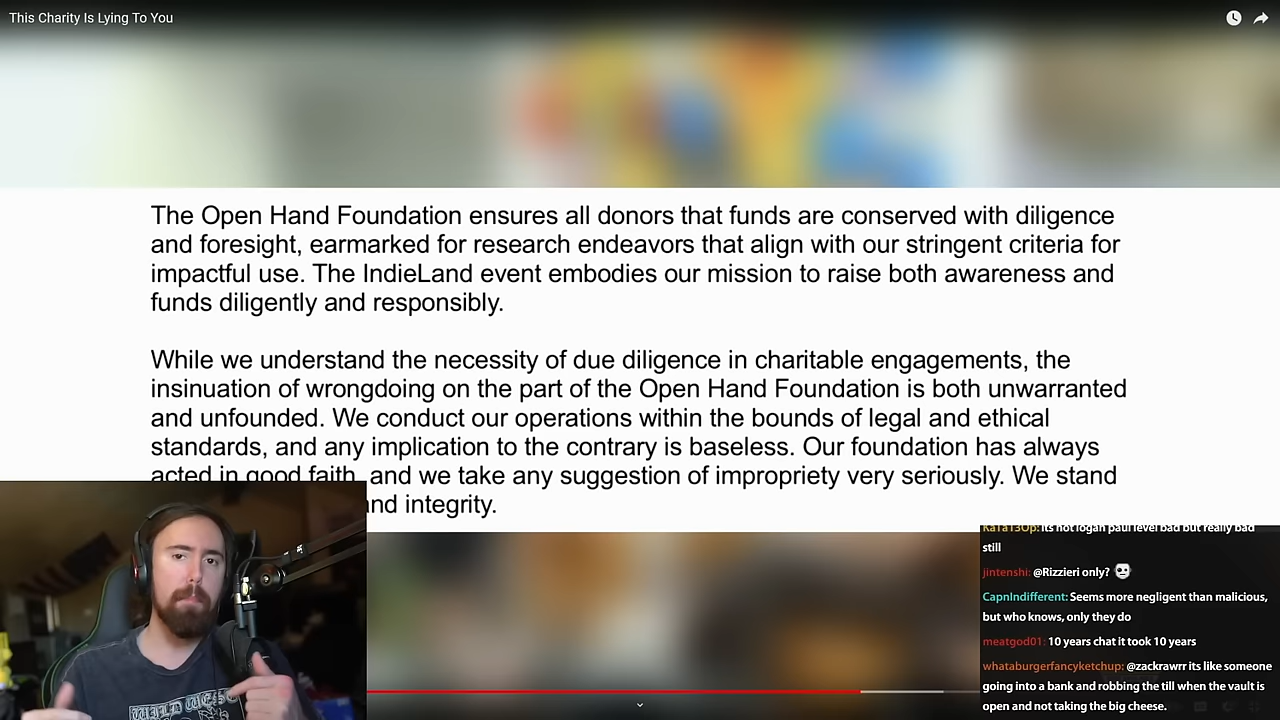 This Charity Is Lying To You
The Open Hand Foundation ensures all donors that funds are conserved with diligence
and foresight, earmarked for research endeavors that align with our stringent criteria for
impactful use. The IndieLand event embodies our mission to raise both awareness and
funds diligently and responsibly.
While we understand the necessity of due diligence in charitable engagements, the
insinuation of wrongdoing on the part of the Open Hand Foundation is both unwarranted
and unfounded. We conduct our operations within the bounds of legal and ethical
standards, and any implication to the contrary is baseless. Our foundation has always
acted in good faith, and we take any suggestion of impropriety very seriously. We stand
and integrity.
KaTaT3Op: its not logan paul level bad but really bad
still
jintenshi: @Rizzieri only?
CapnIndifferent: Seems more negligent than malicious,
but who knows, only they do
meatgod01: 10 years chat it took 10 years
whataburgerfancyketchup: @zackrawrr its like someone
going into a bank and robbing the till when the vault is
open and not taking the big cheese.
WILD WEST